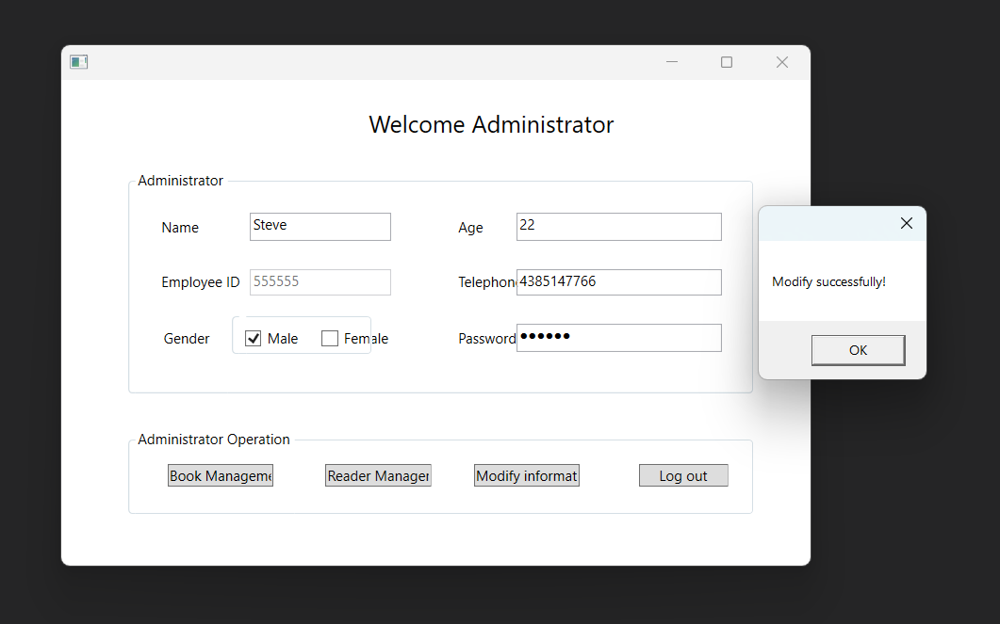 Welcome Administrator
Administrator
Name Steve Age 22
Employee ID 555555 Telephon 4385147766
Modify successfully!
Gender Male Female Password ●●●●●●
OK
Administrator Operation
Book Manageme Reader Manager Modify informat Log out